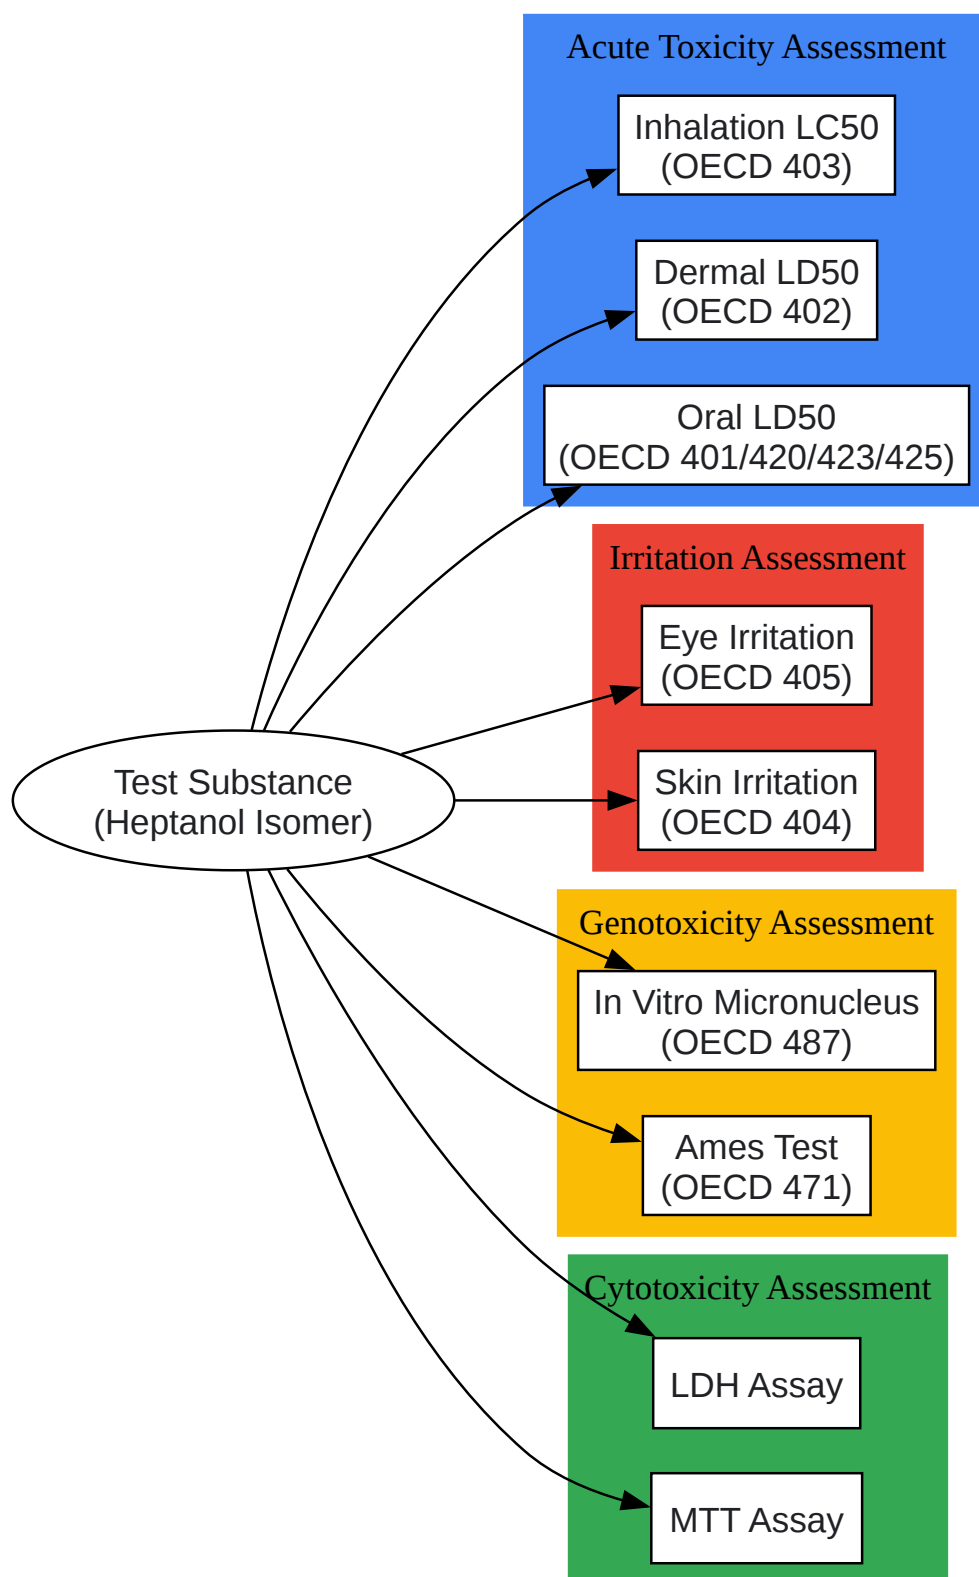 Acute Toxicity Assessment
Inhalation LC50
(OECD 403)
Dermal LD50
(OECD 402)
Oral LD50
(OECD 401/420/423/425)
Irritation Assessment
Eye Irritation
(OECD 405)
Test Substance
(Heptanol Isomer)
Skin Irritation
(OECD 404)
Genotoxicity Assessment
In Vitro Micronucleus
(OECD 487)
Ames Test
(OECD 471)
Cytotoxicity Assessment
LDH Assay
MTT Assay